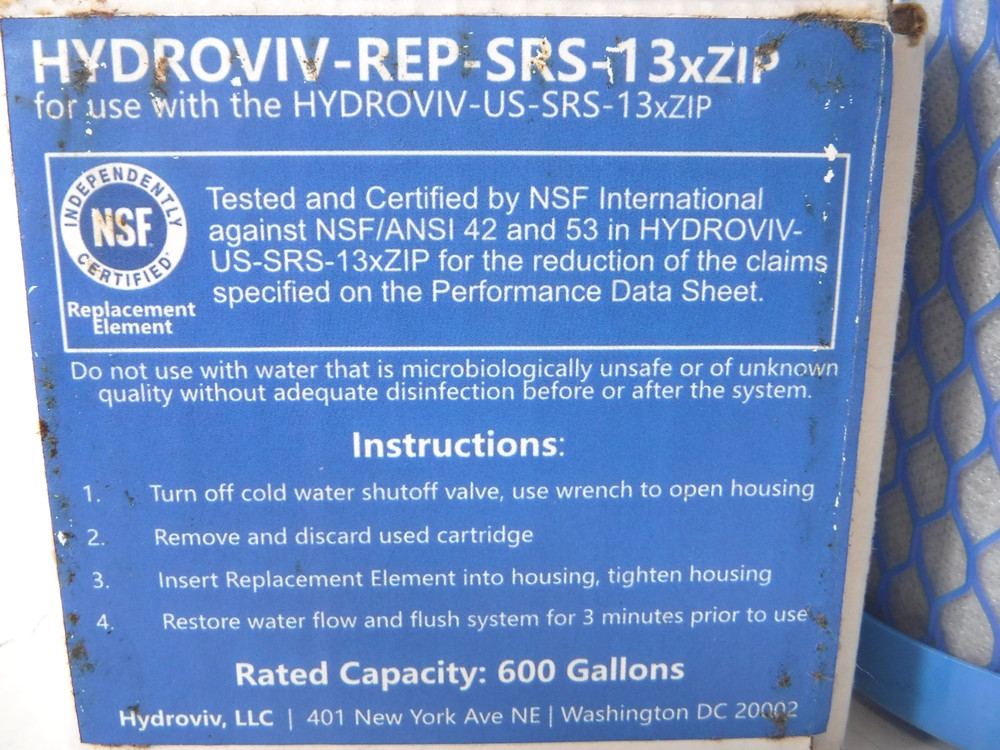 HYDROVIV-REP-SRS-13xZIP
for use with the HYDROVIV-US-SRS-13xZIP
INDEPENDENTLY
NSF
CERTIFIED
Replacement
Element
Tested and Certified by NSF International
against NSF/ANSI 42 and 53 in HYDROVIV-
US-SRS-13xZIP for the reduction of the claims
specified on the Performance Data Sheet.
Do not use with water that is microbiologically unsafe or of unknown
quality without adequate disinfection before or after the system.
Instructions:
1. Turn off cold water shutoff valve, use wrench to open housing
2. Remove and discard used cartridge
3. Insert Replacement Element into housing, tighten housing
4. Restore water flow and flush system for 3 minutes prior to use
Rated Capacity: 600 Gallons
Hydroviv, LLC | 401 New York Ave NE | Washington DC 20002